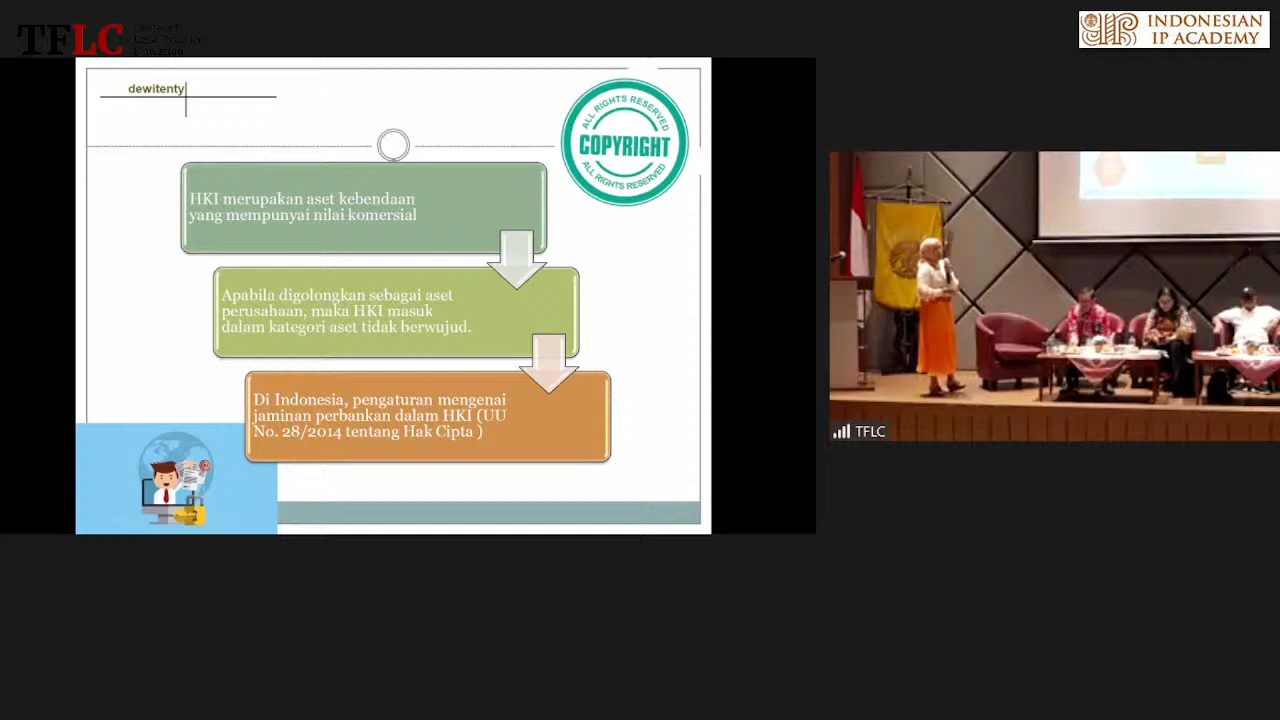 TFLC
INDONESIAN
IP ACADEMY
dewitenty
ALL RIGHTS RESERVED
COPYRIGHT
ALL RIGHTS RESERVED
HKI merupakan aset kebendaan
yang mempunyai nilai komersial
Apabila digolongkan sebagai aset
perusahaan, maka HKI masuk
dalam kategori aset tidak berwujud.
Di Indonesia, pengaturan mengenai
jaminan perbankan dalam HKI (UU
No. 28/2014 tentang Hak Cipta )
TFLC